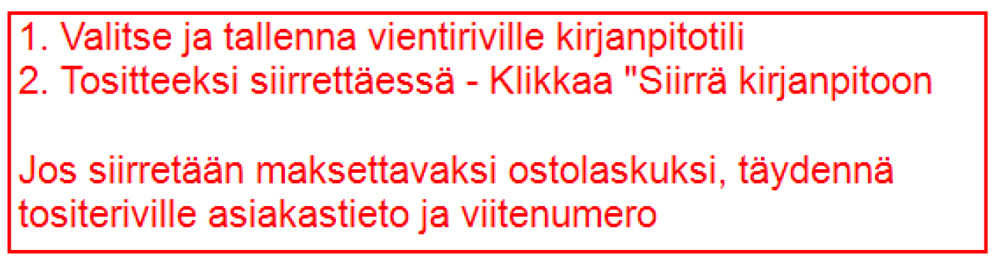 1. Valitse ja tallenna vientiriville kirjanpitotili
2. Tositteeksi siirrettäessä - Klikkaa "Siirrä kirjanpitoon
Jos siirretään maksettavaksi ostolaskuksi, täydennä
tositeriville asiakastieto ja viitenumero